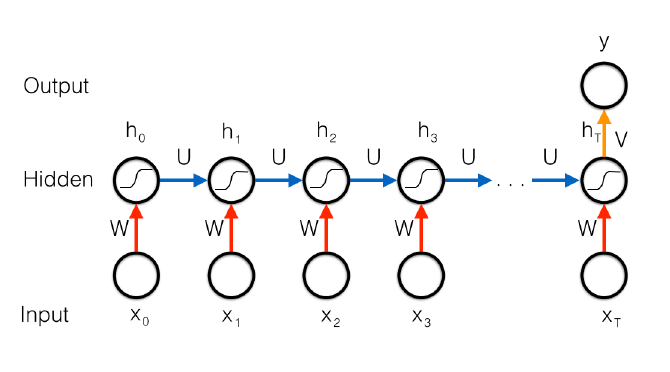 y
Output
h0 h1 h2 h3 hT V
U U U U U
Hidden . . .
W W W W W
Input x0 x1 x2 x3 xT